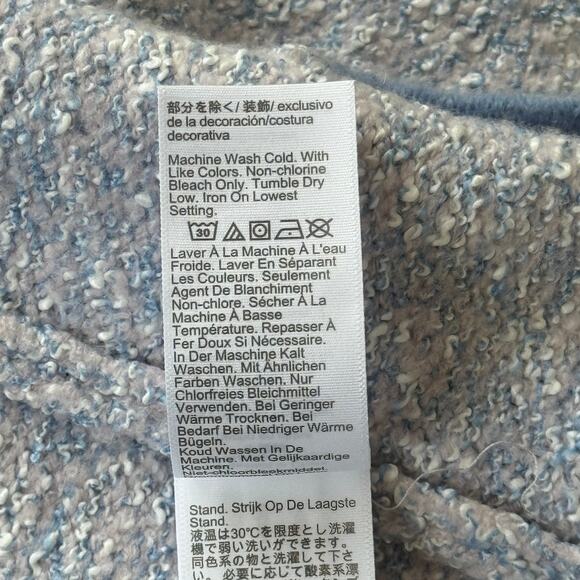 部分を除く/ 装飾/ exclusivo
de la decoración/costura
decorativa
Machine Wash Cold. With
Like Colors. Non-chlorine
Bleach Only. Tumble Dry
Low. Iron On Lowest
Setting.
30
Laver À La Machine À L'eau
Froide. Laver En Séparant
Les Couleurs. Seulement
Agent De Blanchiment
Non-chlore. Sécher À La
Machine À Basse
Température. Repasser À
Fer Doux Si Nécessaire.
In Der Maschine Kalt
Waschen. Mit Ähnlichen
Farben Waschen. Nur
Chlorfreies Bleichmittel
Verwenden. Bei Geringer
Wärme Trocknen. Bei
Bedarf Bei Niedriger Wärme
Bügeln.
Koud Wassen In De
Machine. Met Gelijkaardige
Kleuren.
Niet-chloorbleekmiddel.
Stand. Strijk Op De Laagste
Stand.
液温は30℃を限度とし洗濯
機で弱い洗いができます。
同色系の物と洗濯して下さ
い。必要に応じて酸素系漂